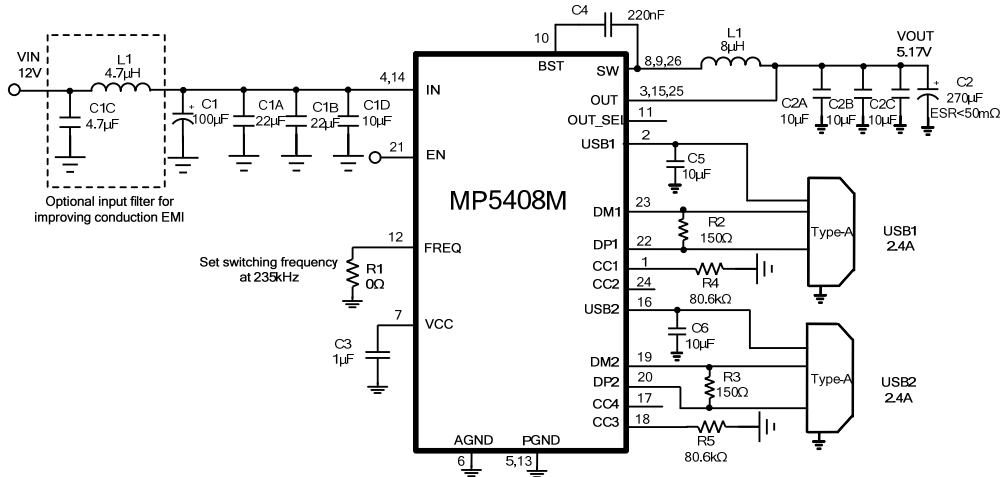 C4
220nF
10
BST
VIN
12V
L1
4.7µH
C1C
4.7µF
Optional input filter for
improving conduction EMI
C1
100µF
C1A
22µF
C1B
22µF
C1D
10µF
4,14
IN
21
EN
12
FREQ
Set switching frequency
at 235kHz
R1
0Ω
7
VCC
C3
1µF
MP5408M
AGND
6
PGND
5,13
SW
8,9,26
L1
8µH
VOUT
5.17V
OUT
3,15,25
C2A
10µF
C2B
10µF
C2C
10µF
C2
270µF
ESR<50mΩ
OUT_SEL
11
USB1
2
C5
10µF
DM1
23
R2
150Ω
DP1
22
Type-A
USB1
2.4A
CC1
1
R4
80.6kΩ
CC2
24
USB2
16
C6
10µF
DM2
19
R3
150Ω
DP2
20
Type-A
USB2
2.4A
CC4
17
CC3
18
R5
80.6kΩ